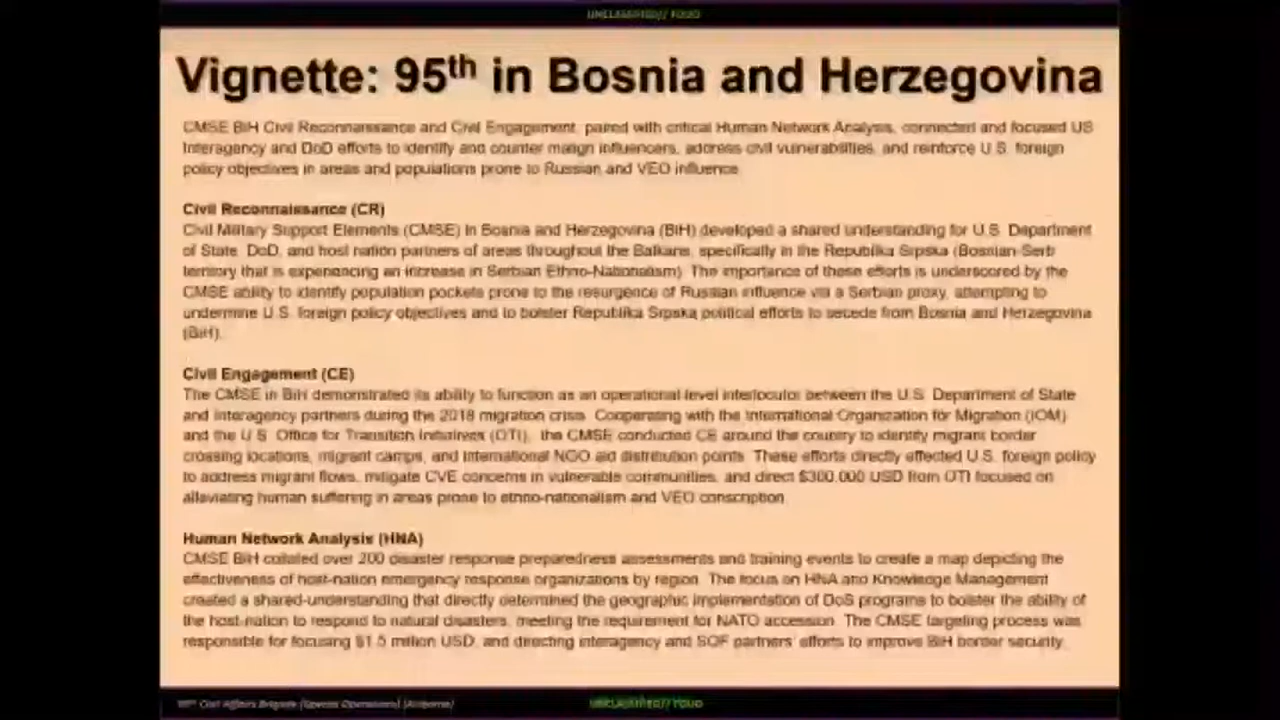 UNCLASSIFIED// FOUO
Vignette: 95th in Bosnia and Herzegovina
CMSE BiH Civil Reconnaissance and Civil Engagement, paired with critical Human Network Analysis, connected and focused US
Interagency and DoD efforts to identify and counter malign influencers, address civil vulnerabilities, and reinforce U.S. foreign
policy objectives in areas and populations prone to Russian and VEO influence.
Civil Reconnaissance (CR)
Civil Military Support Elements (CMSE) in Bosnia and Herzegovina (BiH) developed a shared understanding for U.S. Department
of State, DoD, and host nation partners of areas throughout the Balkans, specifically in the Republika Srpska (Bosnian-Serb
territory that is experiencing an increase in Serbian Ethno-Nationalism). The importance of these efforts is underscored by the
CMSE ability to identify population pockets prone to the resurgence of Russian influence via a Serbian proxy, attempting to
undermine U.S. foreign policy objectives and to bolster Republika Srpska political efforts to secede from Bosnia and Herzegovina
(BiH).
Civil Engagement (CE)
The CMSE in BiH demonstrated its ability to function as an operational-level interlocutor between the U.S. Department of State
and interagency partners during the 2018 migration crisis. Cooperating with the International Organization for Migration (IOM)
and the U.S. Office for Transition Initiatives (OTI), the CMSE conducted CE around the country to identify migrant border
crossing locations, migrant camps, and International NGO aid distribution points. These efforts directly affected U.S. foreign policy
to address migrant flows, mitigate CVE concerns in vulnerable communities, and direct $300,000 USD from OTI focused on
alleviating human suffering in areas prone to ethno-nationalism and VEO conscription.
Human Network Analysis (HNA)
CMSE BiH collated over 200 disaster response preparedness assessments and training events to create a map depicting the
effectiveness of host-nation emergency response organizations by region. The focus on HNA and Knowledge Management
created a shared-understanding that directly determined the geographic implementation of DoS programs to bolster the ability of
the host-nation to respond to natural disasters, meeting the requirement for NATO accession. The CMSE targeting process was
responsible for focusing $1.5 million USD, and directing interagency and SOF partners' efforts to improve BiH border security.
95th Civil Affairs Brigade (Special Operations) (Airborne)
UNCLASSIFIED// FOUO